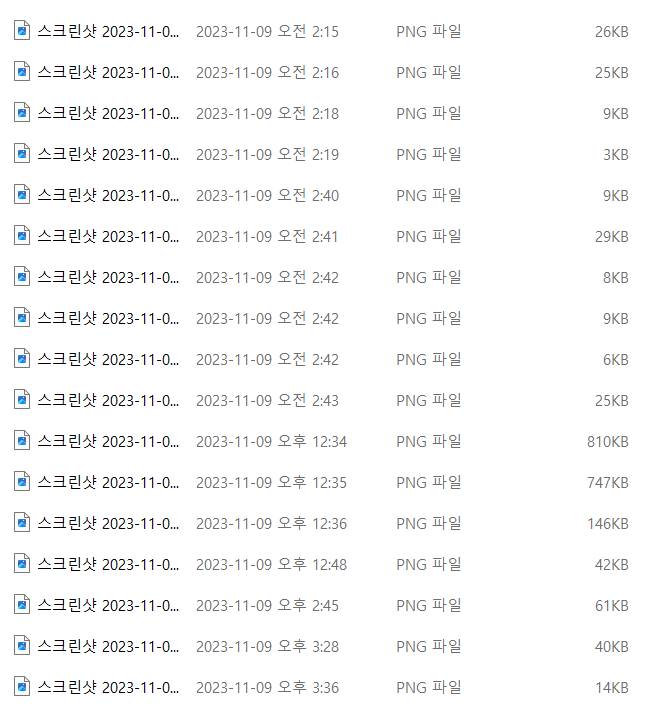 스크린샷 2023-11-0... 2023-11-09 오전 2:15 PNG 파일 26KB
스크린샷 2023-11-0... 2023-11-09 오전 2:16 PNG 파일 25KB
스크린샷 2023-11-0... 2023-11-09 오전 2:18 PNG 파일 9KB
스크린샷 2023-11-0... 2023-11-09 오전 2:19 PNG 파일 3KB
스크린샷 2023-11-0... 2023-11-09 오전 2:40 PNG 파일 9KB
스크린샷 2023-11-0... 2023-11-09 오전 2:41 PNG 파일 29KB
스크린샷 2023-11-0... 2023-11-09 오전 2:42 PNG 파일 8KB
스크린샷 2023-11-0... 2023-11-09 오전 2:42 PNG 파일 9KB
스크린샷 2023-11-0... 2023-11-09 오전 2:42 PNG 파일 6KB
스크린샷 2023-11-0... 2023-11-09 오전 2:43 PNG 파일 25KB
스크린샷 2023-11-0... 2023-11-09 오후 12:34 PNG 파일 810KB
스크린샷 2023-11-0... 2023-11-09 오후 12:35 PNG 파일 747KB
스크린샷 2023-11-0... 2023-11-09 오후 12:36 PNG 파일 146KB
스크린샷 2023-11-0... 2023-11-09 오후 12:48 PNG 파일 42KB
스크린샷 2023-11-0... 2023-11-09 오후 2:45 PNG 파일 61KB
스크린샷 2023-11-0... 2023-11-09 오후 3:28 PNG 파일 40KB
스크린샷 2023-11-0... 2023-11-09 오후 3:36 PNG 파일 14KB